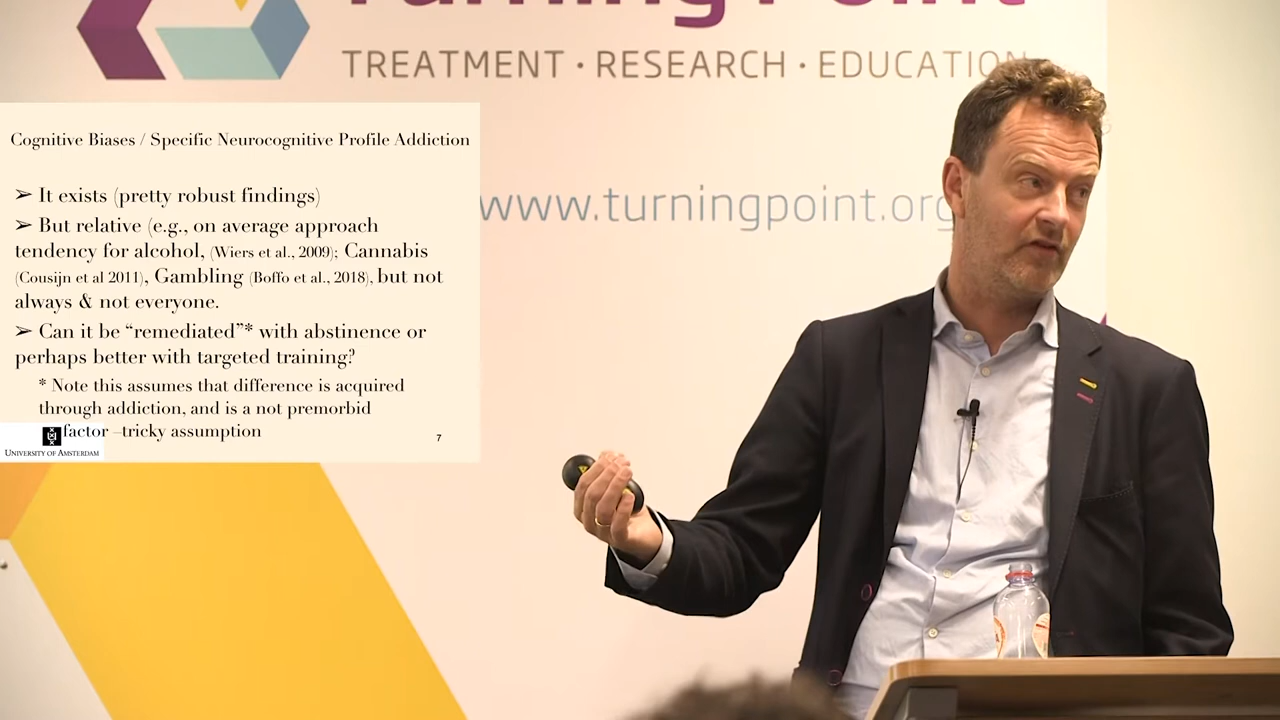 Turning Point
TREATMENT · RESEARCH · EDUCATION
www.turningpoint.org
Cognitive Biases / Specific Neurocognitive Profile Addiction
➢ It exists (pretty robust findings)
➢ But relative (e.g., on average approach
tendency for alcohol, (Wiers et al., 2009); Cannabis
(Cousijn et al 2011), Gambling (Boffo et al., 2018), but not
always & not everyone.
➢ Can it be “remediated”* with abstinence or
perhaps better with targeted training?
* Note this assumes that difference is acquired
through addiction, and is a not premorbid
factor –tricky assumption
UNIVERSITY OF AMSTERDAM
7